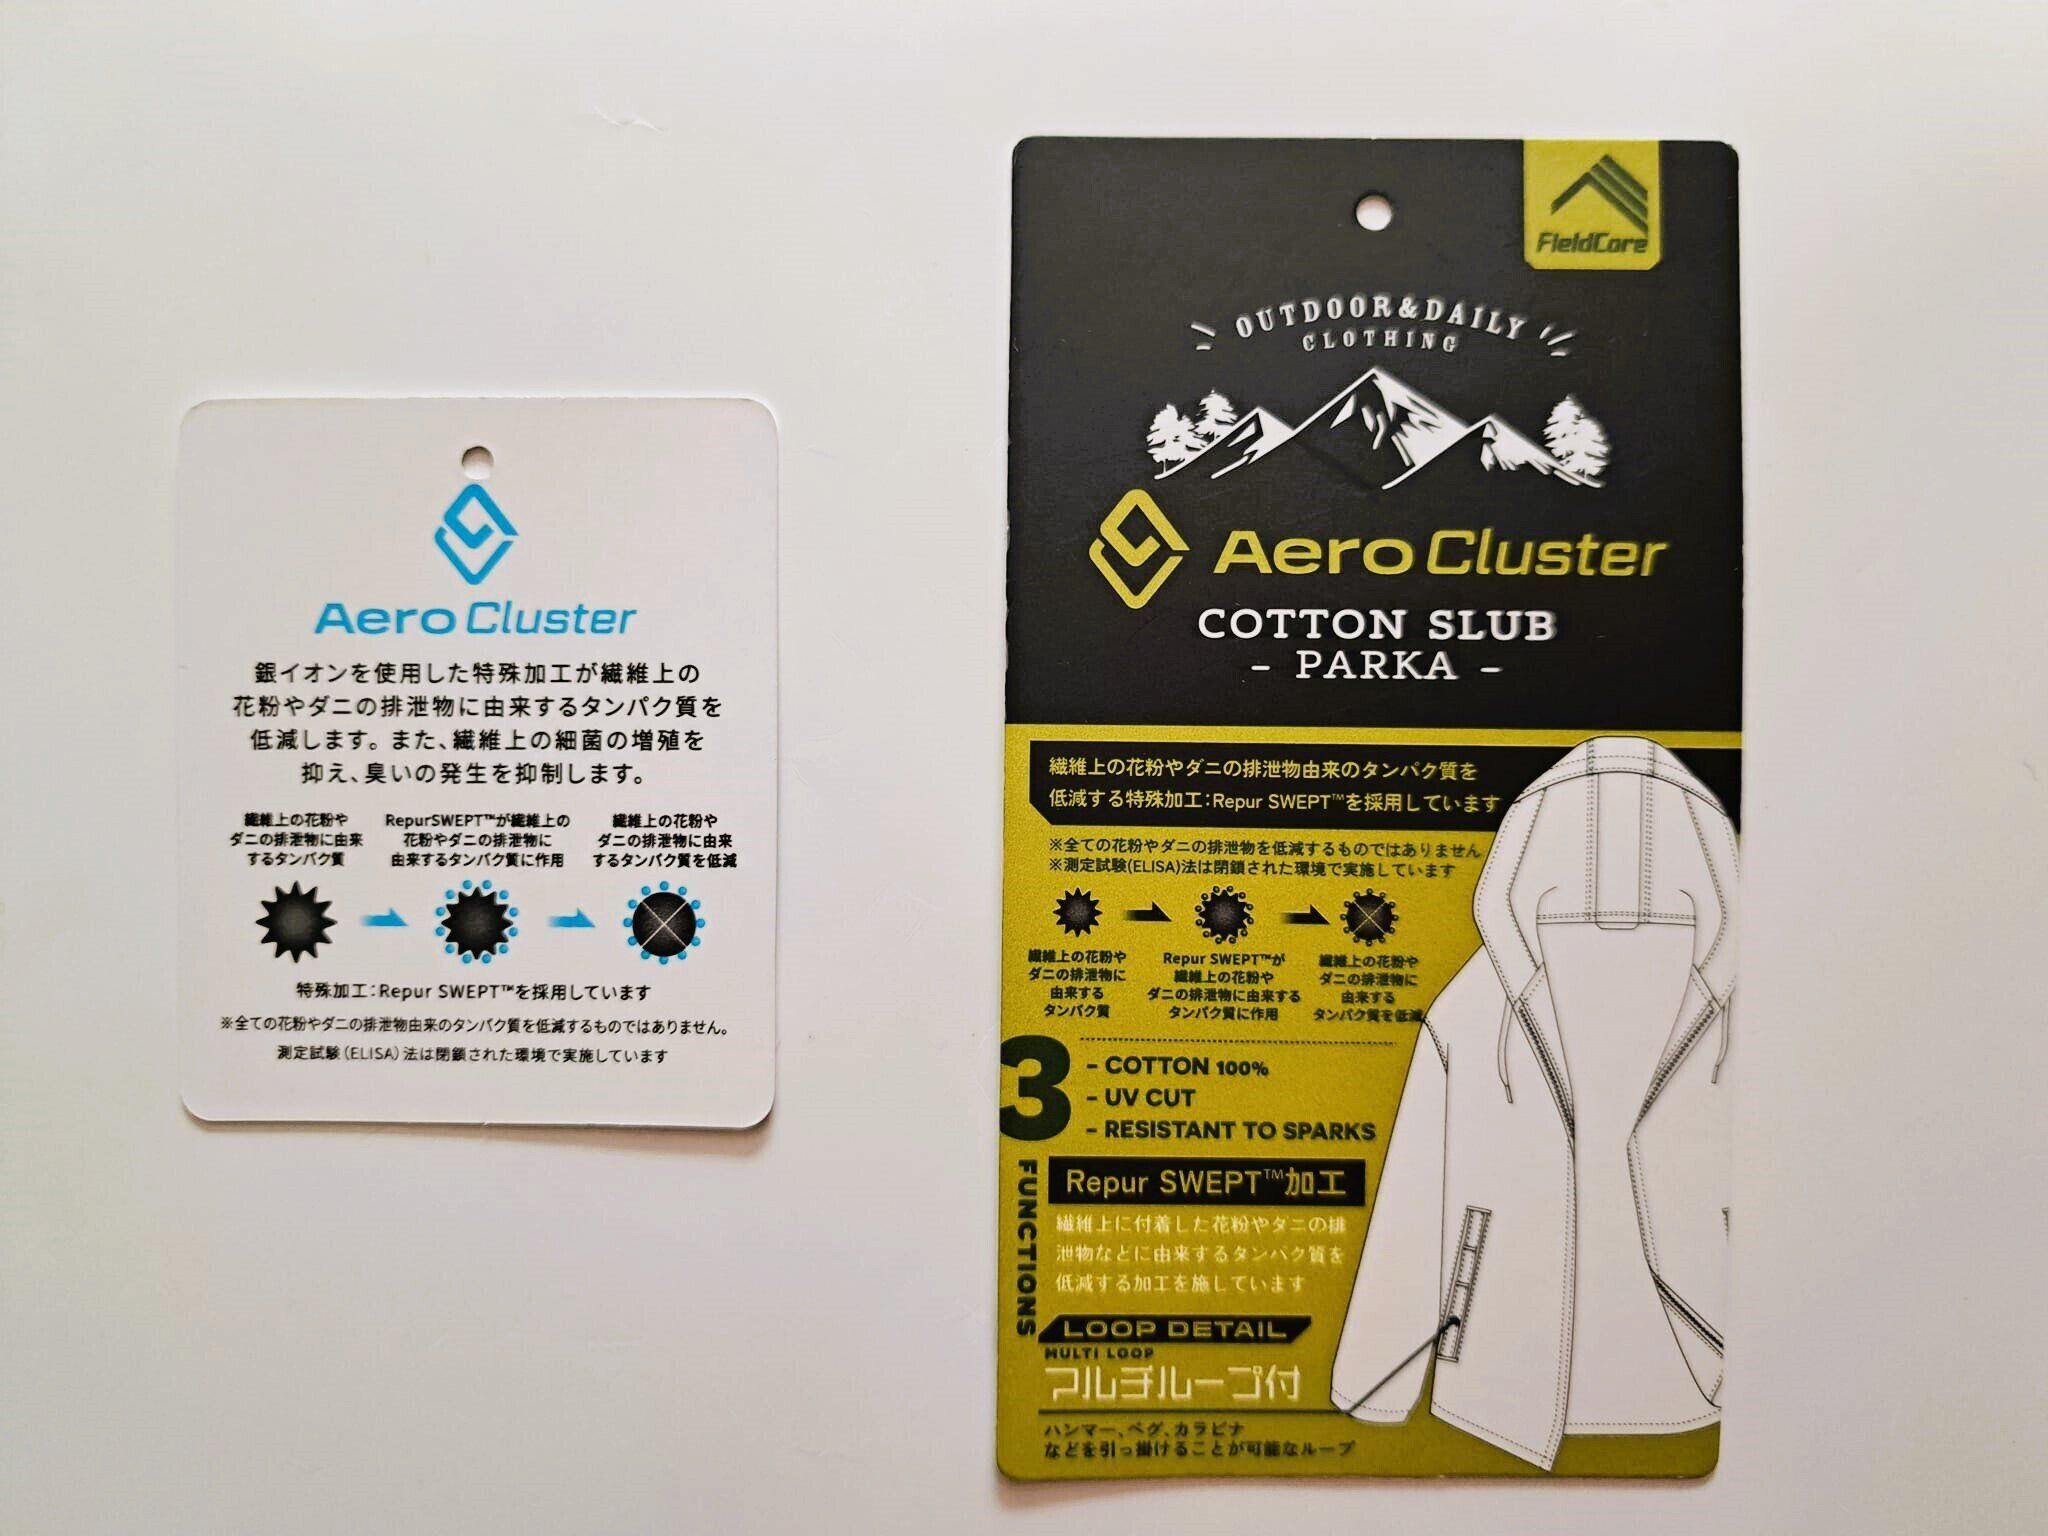 Aero Cluster
銀イオンを使用した特殊加工が繊維上の
花粉やダニの排泄物に由来するタンパク質を
低減します。また、繊維上の細菌の増殖を
抑え、臭いの発生を抑制します。
繊維上の花粉や
ダニの排泄物に由来
するタンパク質
RepurSWEPT™が繊維上の
花粉やダニの排泄物に
由来するタンパク質に作用
繊維上の花粉や
ダニの排泄物に由来
するタンパク質を低減
特殊加工:Repur SWEPT™を採用しています
※全ての花粉やダニの排泄物由来のタンパク質を低減するものではありません。
測定試験(ELISA)法は閉鎖された環境で実施しています
FieldCore
OUTDOOR&DAILY
CLOTHING
Aero Cluster
COTTON SLUB
- PARKA -
繊維上の花粉やダニの排泄物由来のタンパク質を
低減する特殊加工:Repur SWEPT™を採用しています
※全ての花粉やダニの排泄物を低減するものではありません
※測定試験(ELISA)法は閉鎖された環境で実施しています
繊維上の花粉や
ダニの排泄物に
由来する
タンパク質
Repur SWEPT™が
繊維上の花粉や
ダニの排泄物に由来する
タンパク質に作用
繊維上の花粉や
ダニの排泄物に
由来する
タンパク質を低減
3 FUNCTIONS
- COTTON 100%
- UV CUT
- RESISTANT TO SPARKS
Repur SWEPT™加工
繊維上に付着した花粉やダニの排
泄物などに由来するタンパク質を
低減する加工を施しています
LOOP DETAIL
MULTI LOOP
マルチループ付
ハンマー、ペグ、カラビナ
などを引っ掛けることが可能なループ